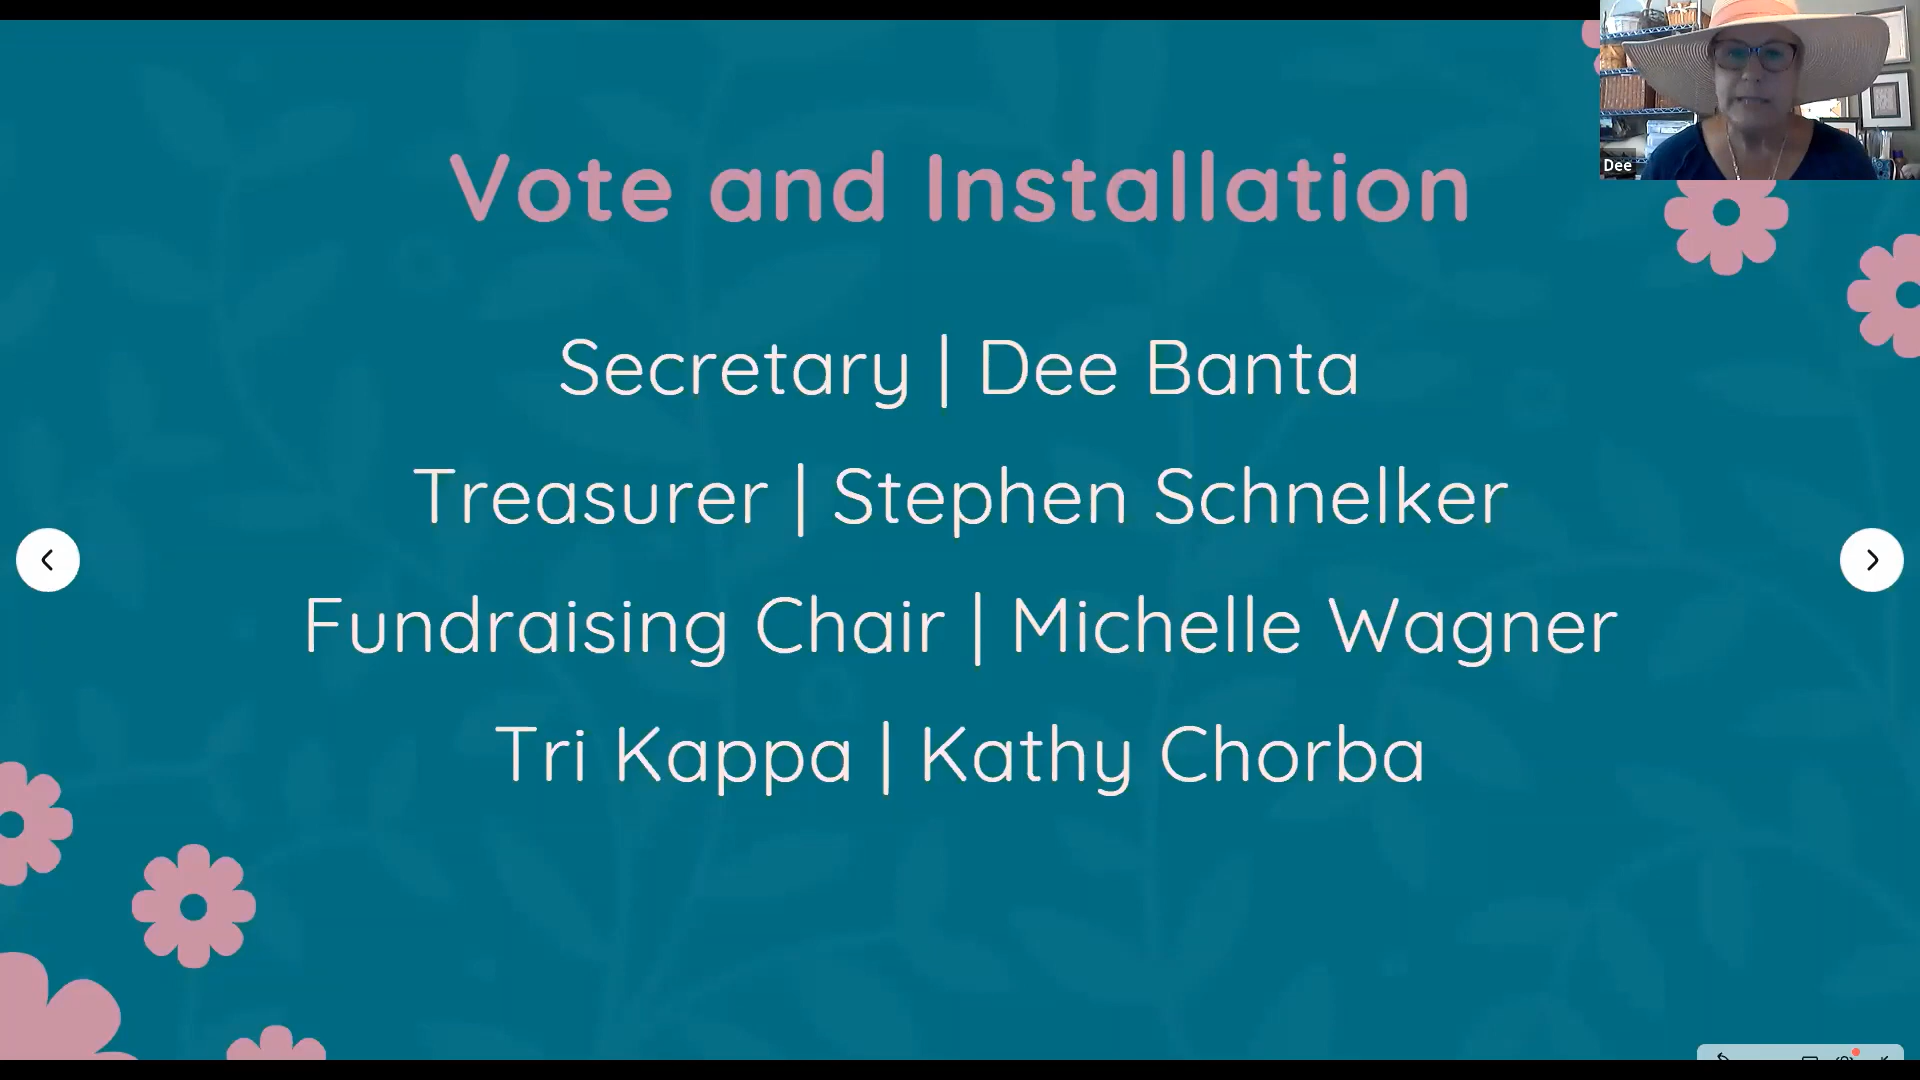 Dee
Vote and Installation
Secretary | Dee Banta
Treasurer | Stephen Schnelker
Fundraising Chair | Michelle Wagner
Tri Kappa | Kathy Chorba